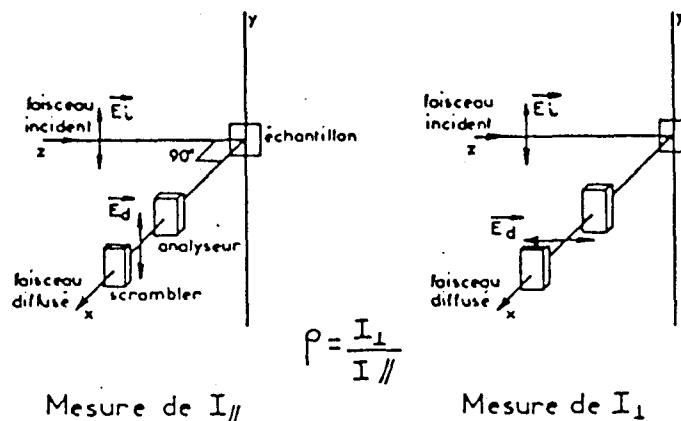 y
faisceau
incident
Ei
z
90°
échantillon
Ed
analyseur
scrambler
faisceau
diffusé
x
Mesure de I//
ρ = I⊥ / I//
y
faisceau
incident
Ei
z
Ed
faisceau
diffusé
x
Mesure de I⊥